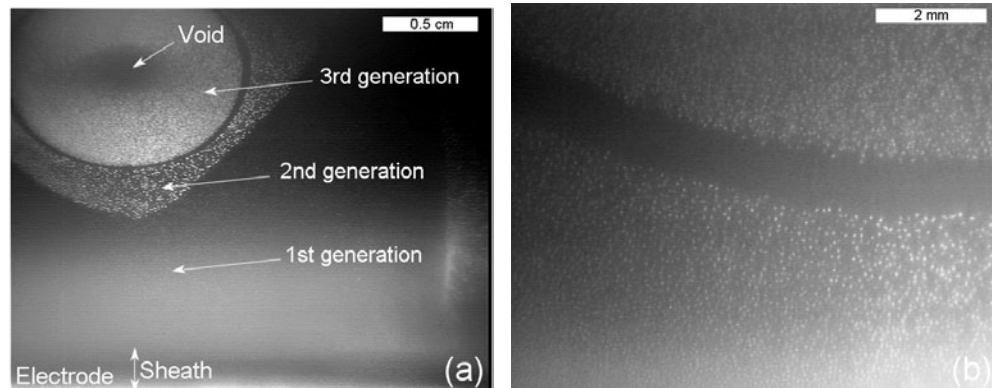 0.5 cm
Void
3rd generation
2nd generation
1st generation
Electrode
Sheath
(a)
2 mm
(b)